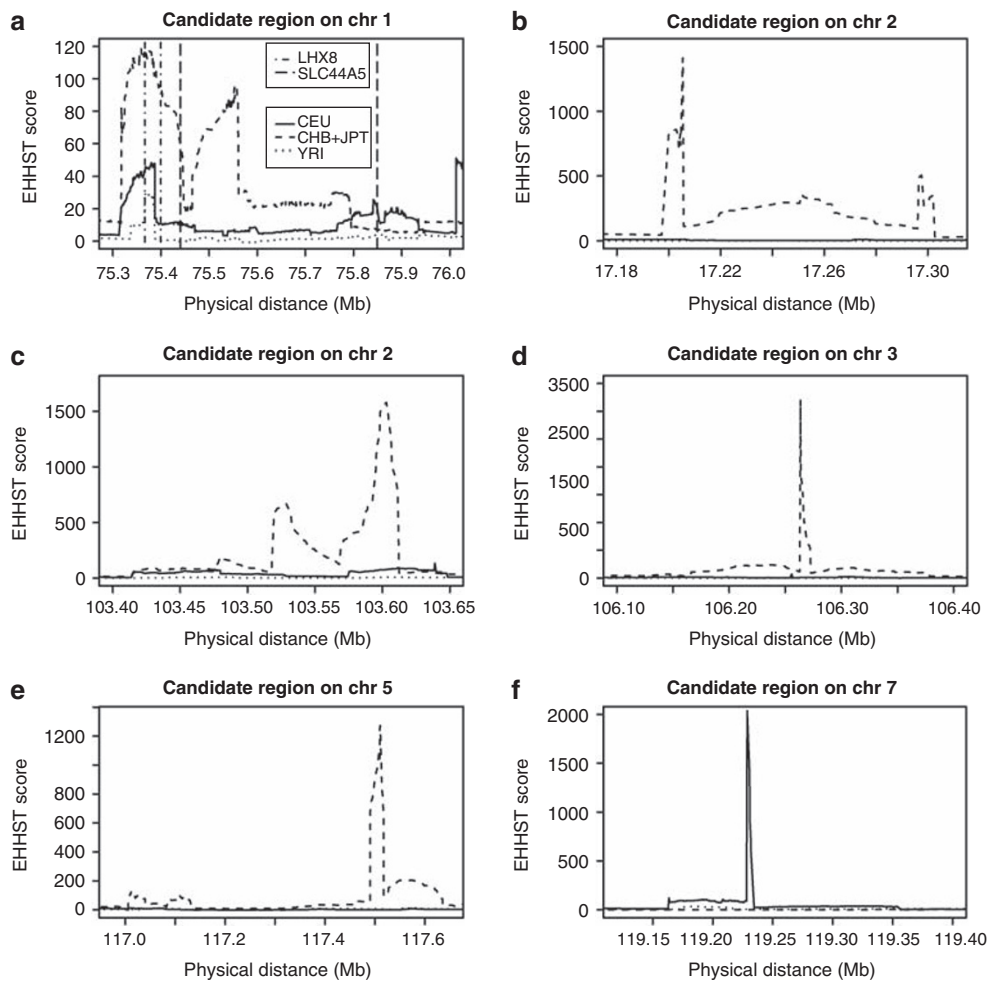 a
Candidate region on chr 1
EHHST score
120
100
80
60
40
20
0
LHX8
SLC44A5
CEU
CHB+JPT
YRI
75.3 75.4 75.5 75.6 75.7 75.8 75.9 76.0
Physical distance (Mb)
b
Candidate region on chr 2
EHHST score
1500
1000
500
0
17.18 17.22 17.26 17.30
Physical distance (Mb)
c
Candidate region on chr 2
EHHST score
1500
1000
500
0
103.40 103.45 103.50 103.55 103.60 103.65
Physical distance (Mb)
d
Candidate region on chr 3
EHHST score
3500
2500
1500
500
0
106.10 106.20 106.30 106.40
Physical distance (Mb)
e
Candidate region on chr 5
EHHST score
1200
800
600
400
200
0
117.0 117.2 117.4 117.6
Physical distance (Mb)
f
Candidate region on chr 7
EHHST score
2000
1500
1000
500
0
119.15 119.20 119.25 119.30 119.35 119.40
Physical distance (Mb)